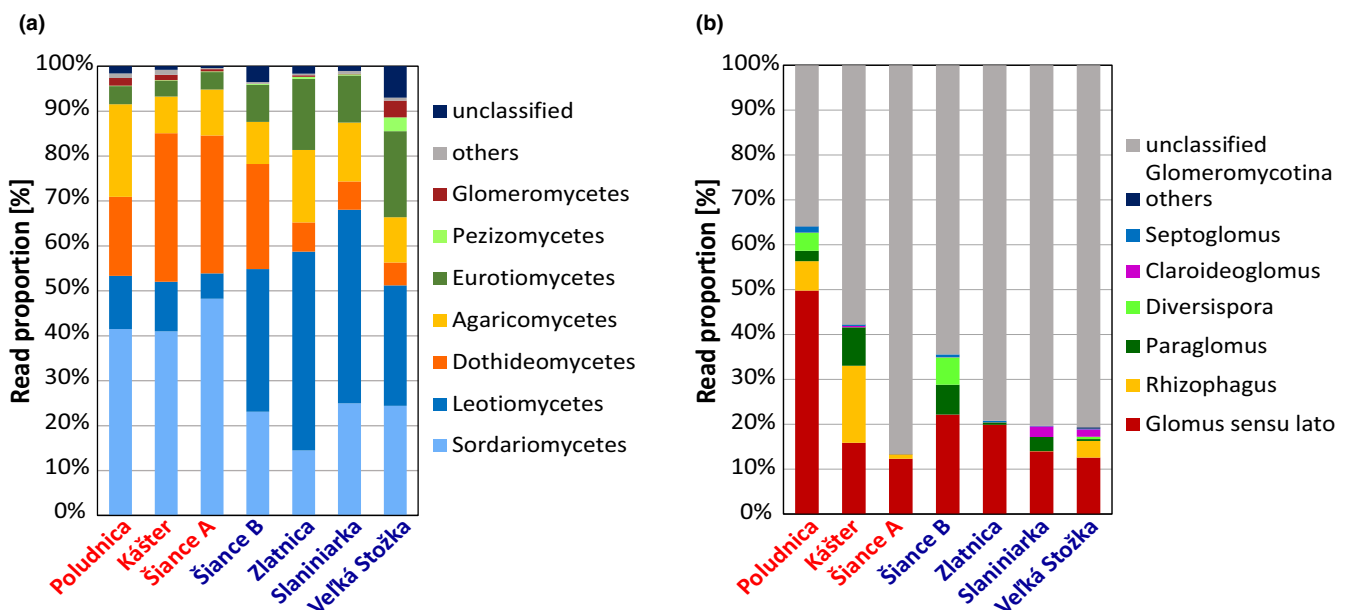 (a)
Read proportion [%]
100%
90%
80%
70%
60%
50%
40%
30%
20%
10%
0%
Poludnica
Kášter
Šiance A
Šiance B
Zlatnica
Slaniniarka
Veľká Stožka
unclassified
others
Glomeromycetes
Pezizomycetes
Eurotiomycetes
Agaricomycetes
Dothideomycetes
Leotiomycetes
Sordariomycetes
(b)
Read proportion [%]
100%
90%
80%
70%
60%
50%
40%
30%
20%
10%
0%
Poludnica
Kášter
Šiance A
Šiance B
Zlatnica
Slaniniarka
Veľká Stožka
unclassified
Glomeromycotina
others
Septoglomus
Claroideoglomus
Diversispora
Paraglomus
Rhizophagus
Glomus sensu lato